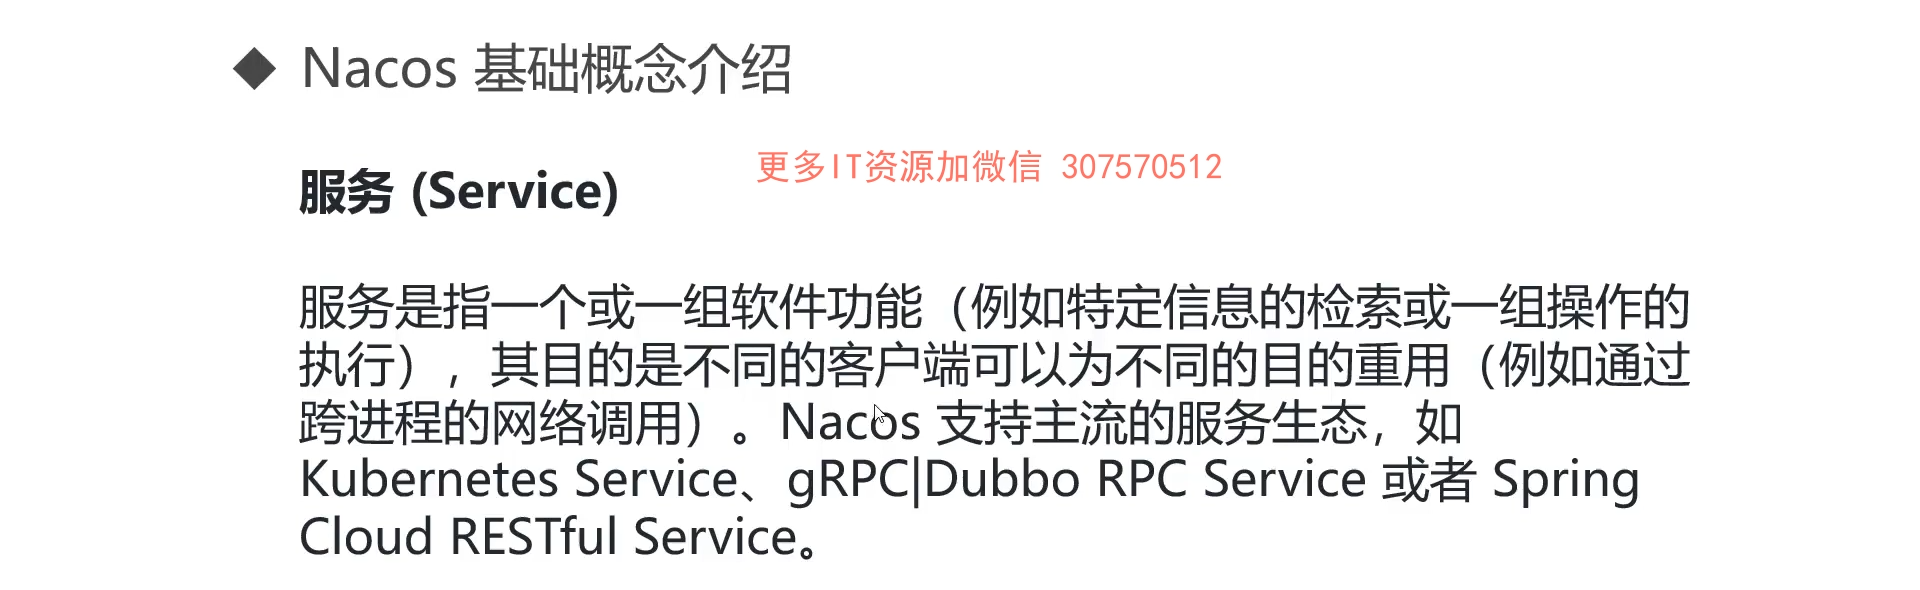 Nacos 基础概念介绍
更多IT资源加微信 307570512
服务 (Service)
服务是指一个或一组软件功能（例如特定信息的检索或一组操作的
执行），其目的是不同的客户端可以为不同的目的重用（例如通过
跨进程的网络调用）。Nacos 支持主流的服务生态，如
Kubernetes Service、gRPC|Dubbo RPC Service 或者 Spring
Cloud RESTful Service。